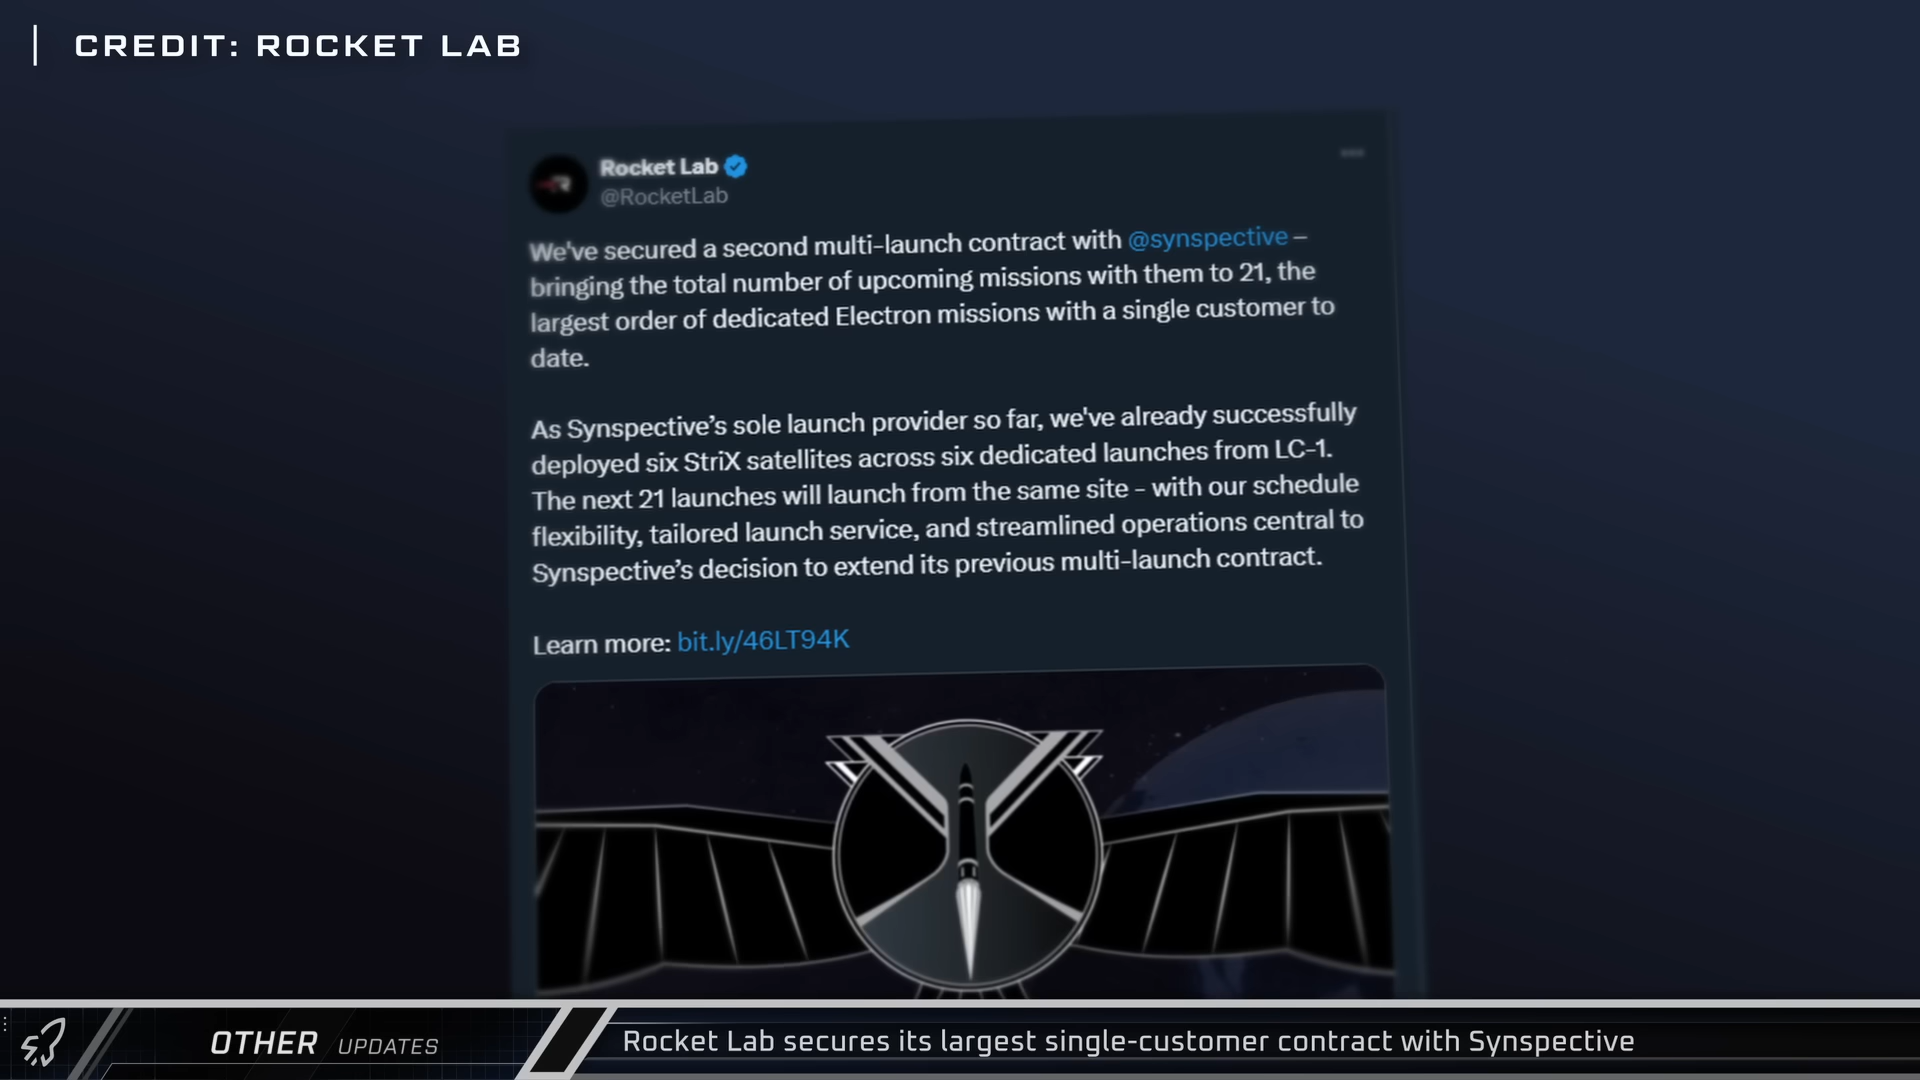 CREDIT: ROCKET LAB
Rocket Lab
@RocketLab
We've secured a second multi-launch contract with @synspective –
bringing the total number of upcoming missions with them to 21, the
largest order of dedicated Electron missions with a single customer to
date.
As Synspective’s sole launch provider so far, we've already successfully
deployed six StriX satellites across six dedicated launches from LC-1.
The next 21 launches will launch from the same site - with our schedule
flexibility, tailored launch service, and streamlined operations central to
Synspective’s decision to extend its previous multi-launch contract.
Learn more: bit.ly/46LT94K
OTHER UPDATES
Rocket Lab secures its largest single-customer contract with Synspective